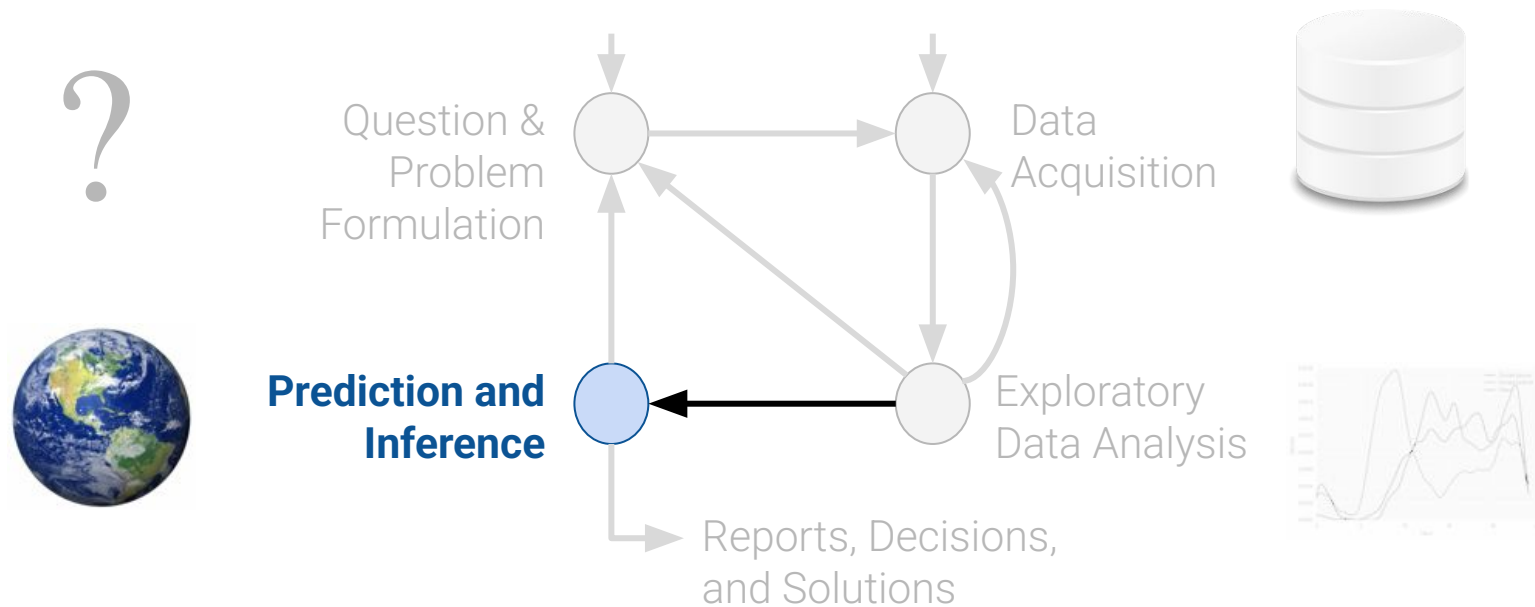 ?
Question &
Problem
Formulation
Data
Acquisition
Prediction and
Inference
Exploratory
Data Analysis
Reports, Decisions,
and Solutions